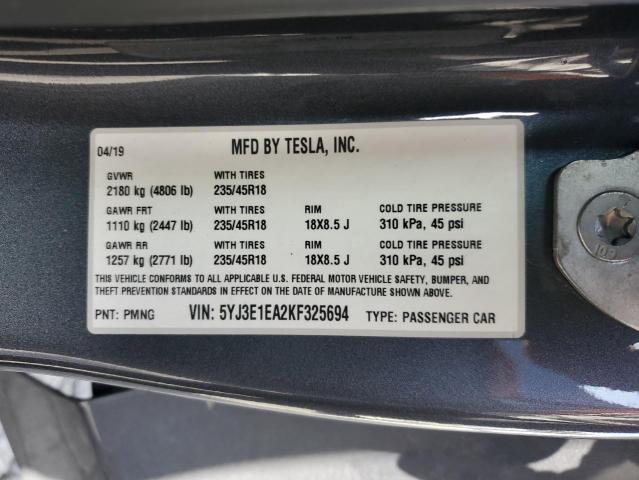 04/19 MFD BY TESLA, INC.
GVWR WITH TIRES
2180 kg (4806 lb) 235/45R18
GAWR FRT WITH TIRES RIM COLD TIRE PRESSURE
1110 kg (2447 lb) 235/45R18 18X8.5 J 310 kPa, 45 psi
GAWR RR WITH TIRES RIM COLD TIRE PRESSURE
1257 kg (2771 lb) 235/45R18 18X8.5 J 310 kPa, 45 psi
THIS VEHICLE CONFORMS TO ALL APPLICABLE U.S. FEDERAL MOTOR VEHICLE SAFETY, BUMPER, AND
THEFT PREVENTION STANDARDS IN EFFECT ON THE DATE OF MANUFACTURE SHOWN ABOVE.
PNT: PMNG VIN: 5YJ3E1EA2KF325694 TYPE: PASSENGER CAR